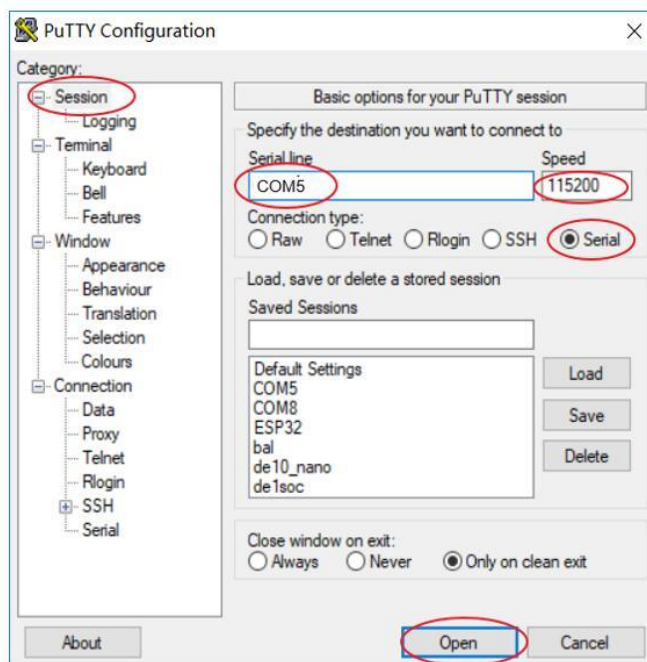 PuTTY Configuration
Category:
Session
Logging
Terminal
Keyboard
Bell
Features
Window
Appearance
Behaviour
Translation
Selection
Colours
Connection
Data
Proxy
Telnet
Rlogin
SSH
Serial
Basic options for your PuTTY session
Specify the destination you want to connect to
Serial line Speed
COM5 115200
Connection type:
Raw Telnet Rlogin SSH Serial
Load, save or delete a stored session
Saved Sessions
Default Settings
COM5
COM8
ESP32
bal
de10_nano
de1soc
Load
Save
Delete
Close window on exit:
Always Never Only on clean exit
About Open Cancel